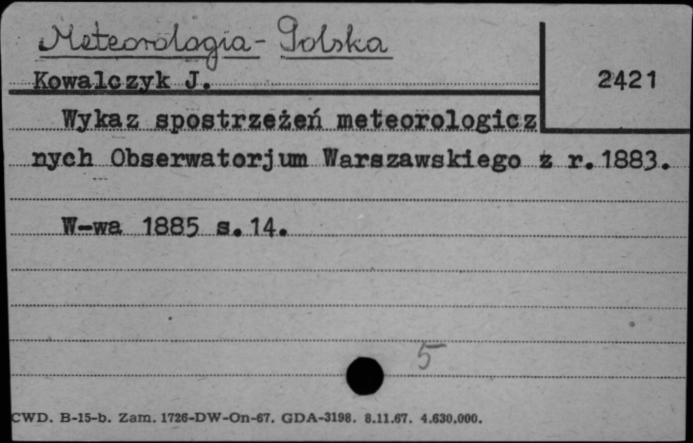 Meteorologia - Polska
Kowalczyk J.
2421
Wykaz spostrzeżeń meteorologicz
nych Obserwatorjum Warszawskiego z r. 1883.
W-wa 1885 s. 14.
5
CWD. B-15-b. Zam. 1726-DW-On-67. GDA-3198. 8.11.67. 4.630.000.